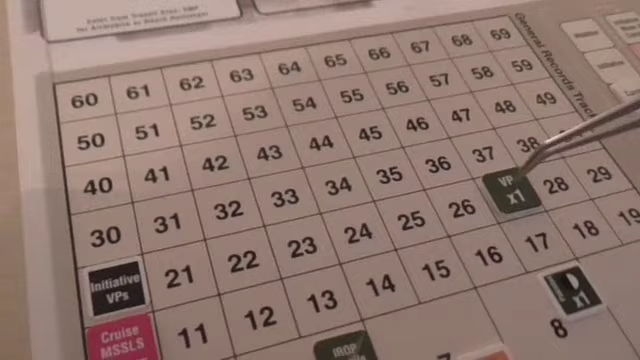 General Records Track
60 61 62 63 64 65 66 67 68 69
50 51 52 53 54 55 56 57 58 59
40 41 42 43 44 45 46 47 48 49
30 31 32 33 34 35 36 37 38
Initiative
VPs
21 22 23 24 25 26
VP
x1
28 29
Cruise
MSSLS
11 12 13 14 15 16 17 18 19
x1
8